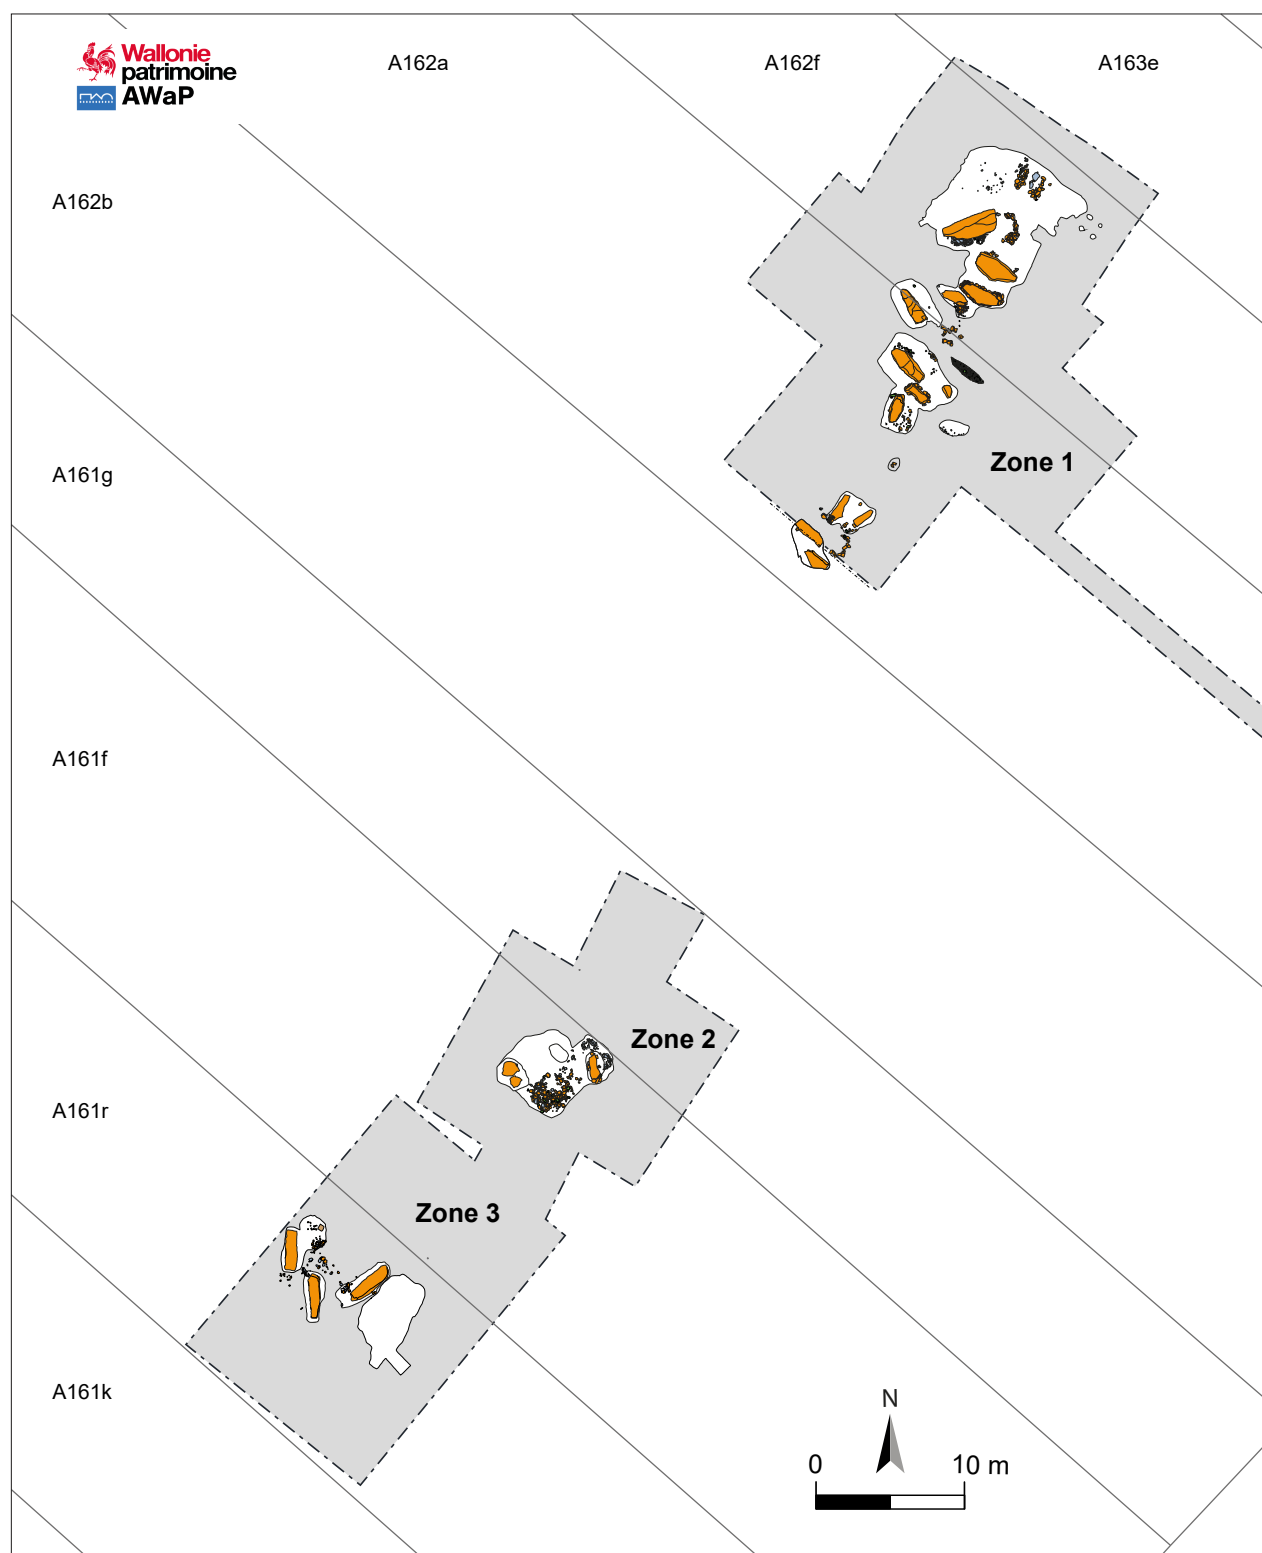 Wallonie
patrimoine
AWaP
A162a
A162f
A163e
A162b
A161g
Zone 1
A161f
Zone 2
A161r
Zone 3
A161k
N
0 10 m